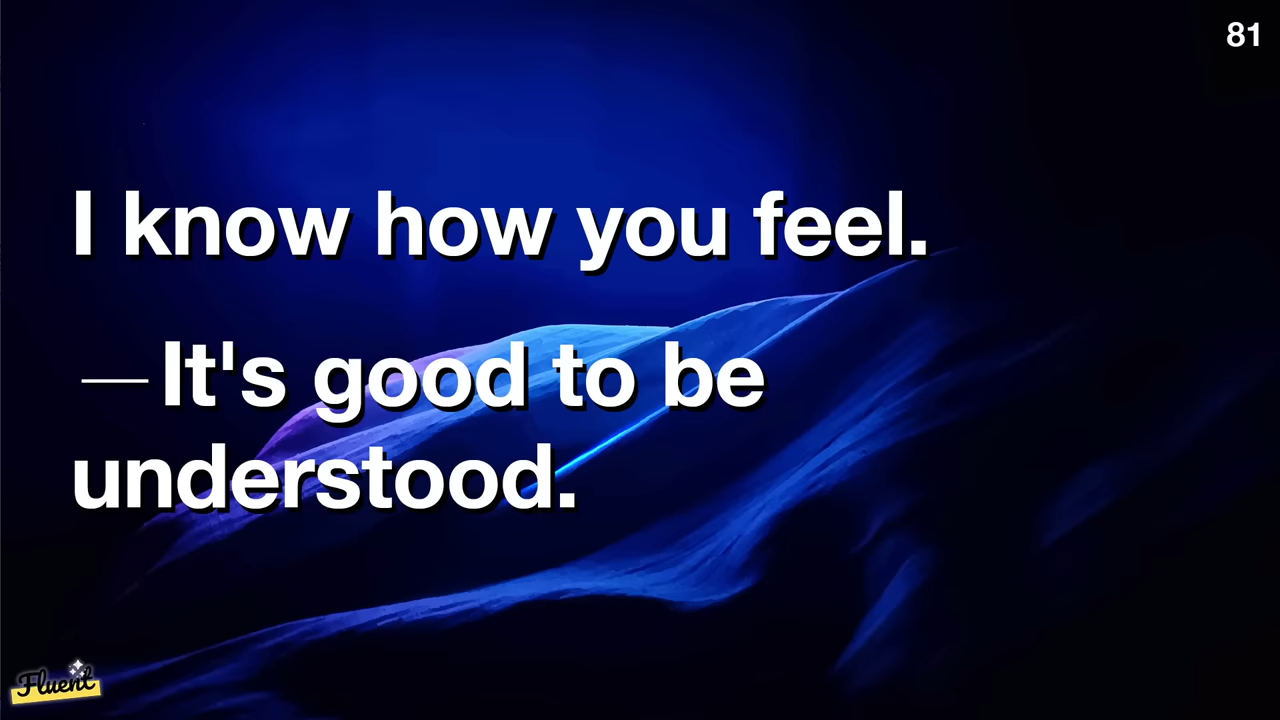 81
I know how you feel.
—It's good to be
understood.
Fluent